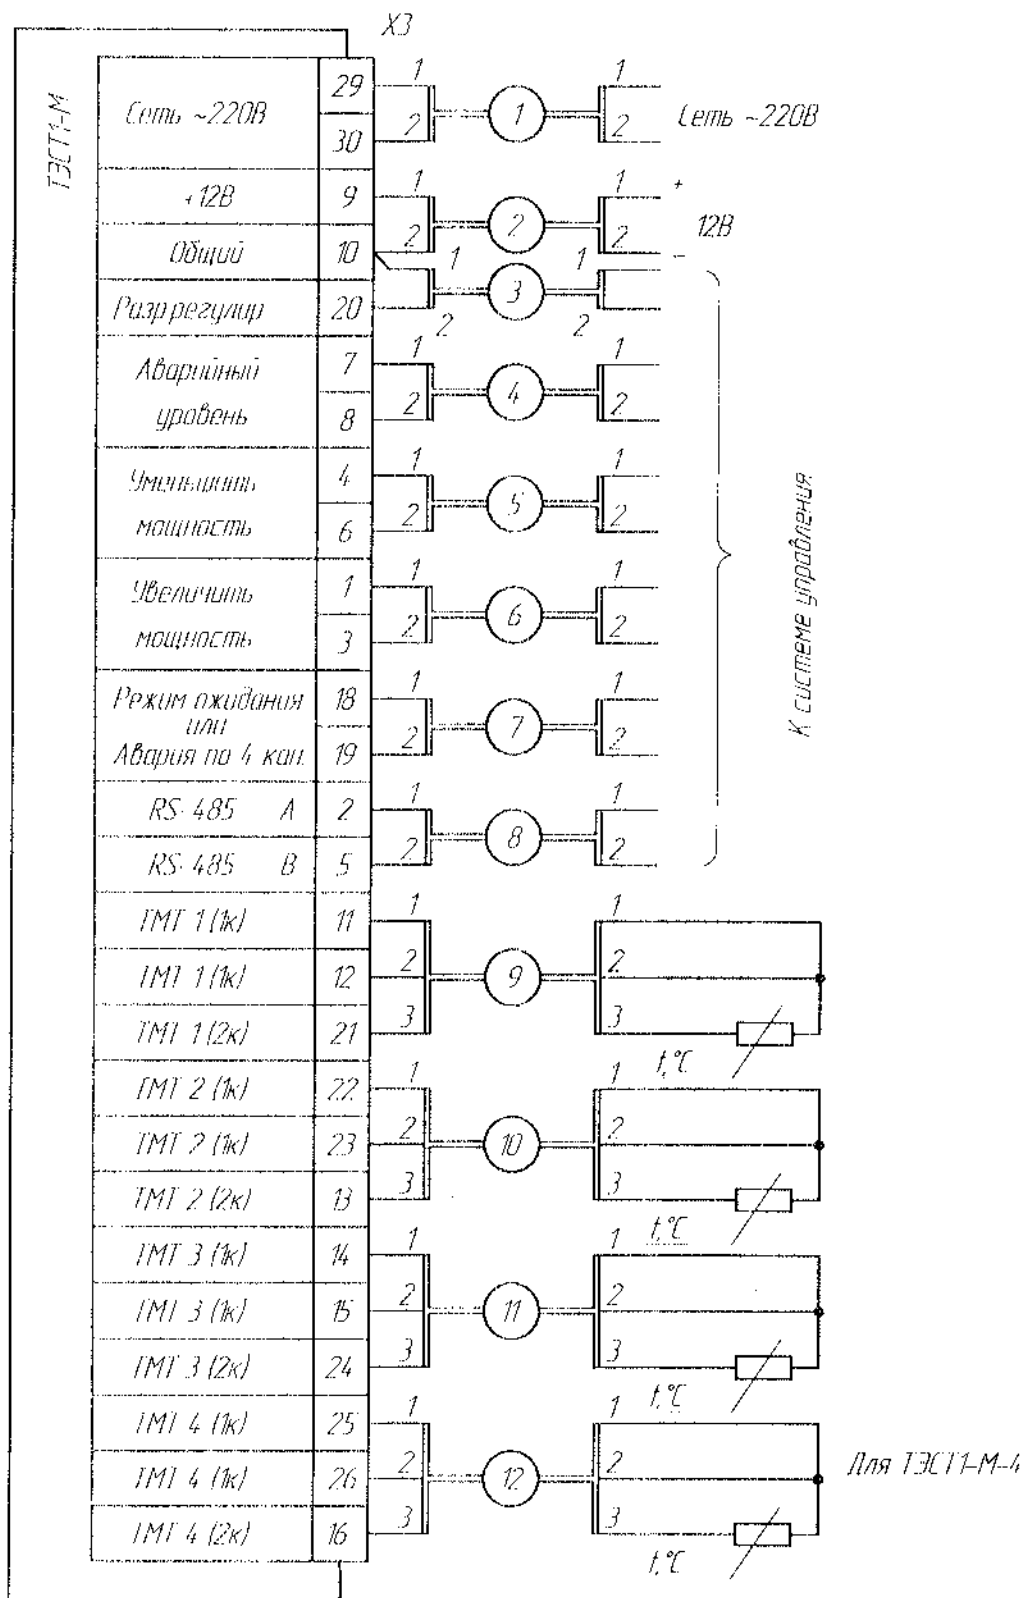 X3
ТЭСТ1-М
Сеть ~220В 29 1 1 1
30 2 2 Сеть ~220В
+12В 9 1 2 1 +
Общий 10 2 2 12В -
Разр.регулир 20 1 3 1
2 2
Аварийный 7 1 4 1
уровень 8 2 2
Уменьшить 4 1 5 1
мощность 6 2 2
Увеличить 1 1 6 1
мощность 3 2 2
Режим ожидания 18 1 7 1
или
Авария по 4 кан. 19 2 2
RS-485 А 2 1 8 1
RS-485 В 5 2 2
К системе управления
ТМТ 1 (1к) 11 1 1
ТМТ 1 (1к) 12 2 9 2
ТМТ 1 (2к) 21 3 3
t,°C
ТМТ 2 (1к) 22 1 1
ТМТ 2 (1к) 23 2 10 2
ТМТ 2 (2к) 13 3 3
t,°C
ТМТ 3 (1к) 14 1 1
ТМТ 3 (1к) 15 2 11 2
ТМТ 3 (2к) 24 3 3
t,°C
ТМТ 4 (1к) 25 1 1
ТМТ 4 (1к) 26 2 12 2 Для ТЭСТ1-М-4
ТМТ 4 (2к) 16 3 3
t,°C